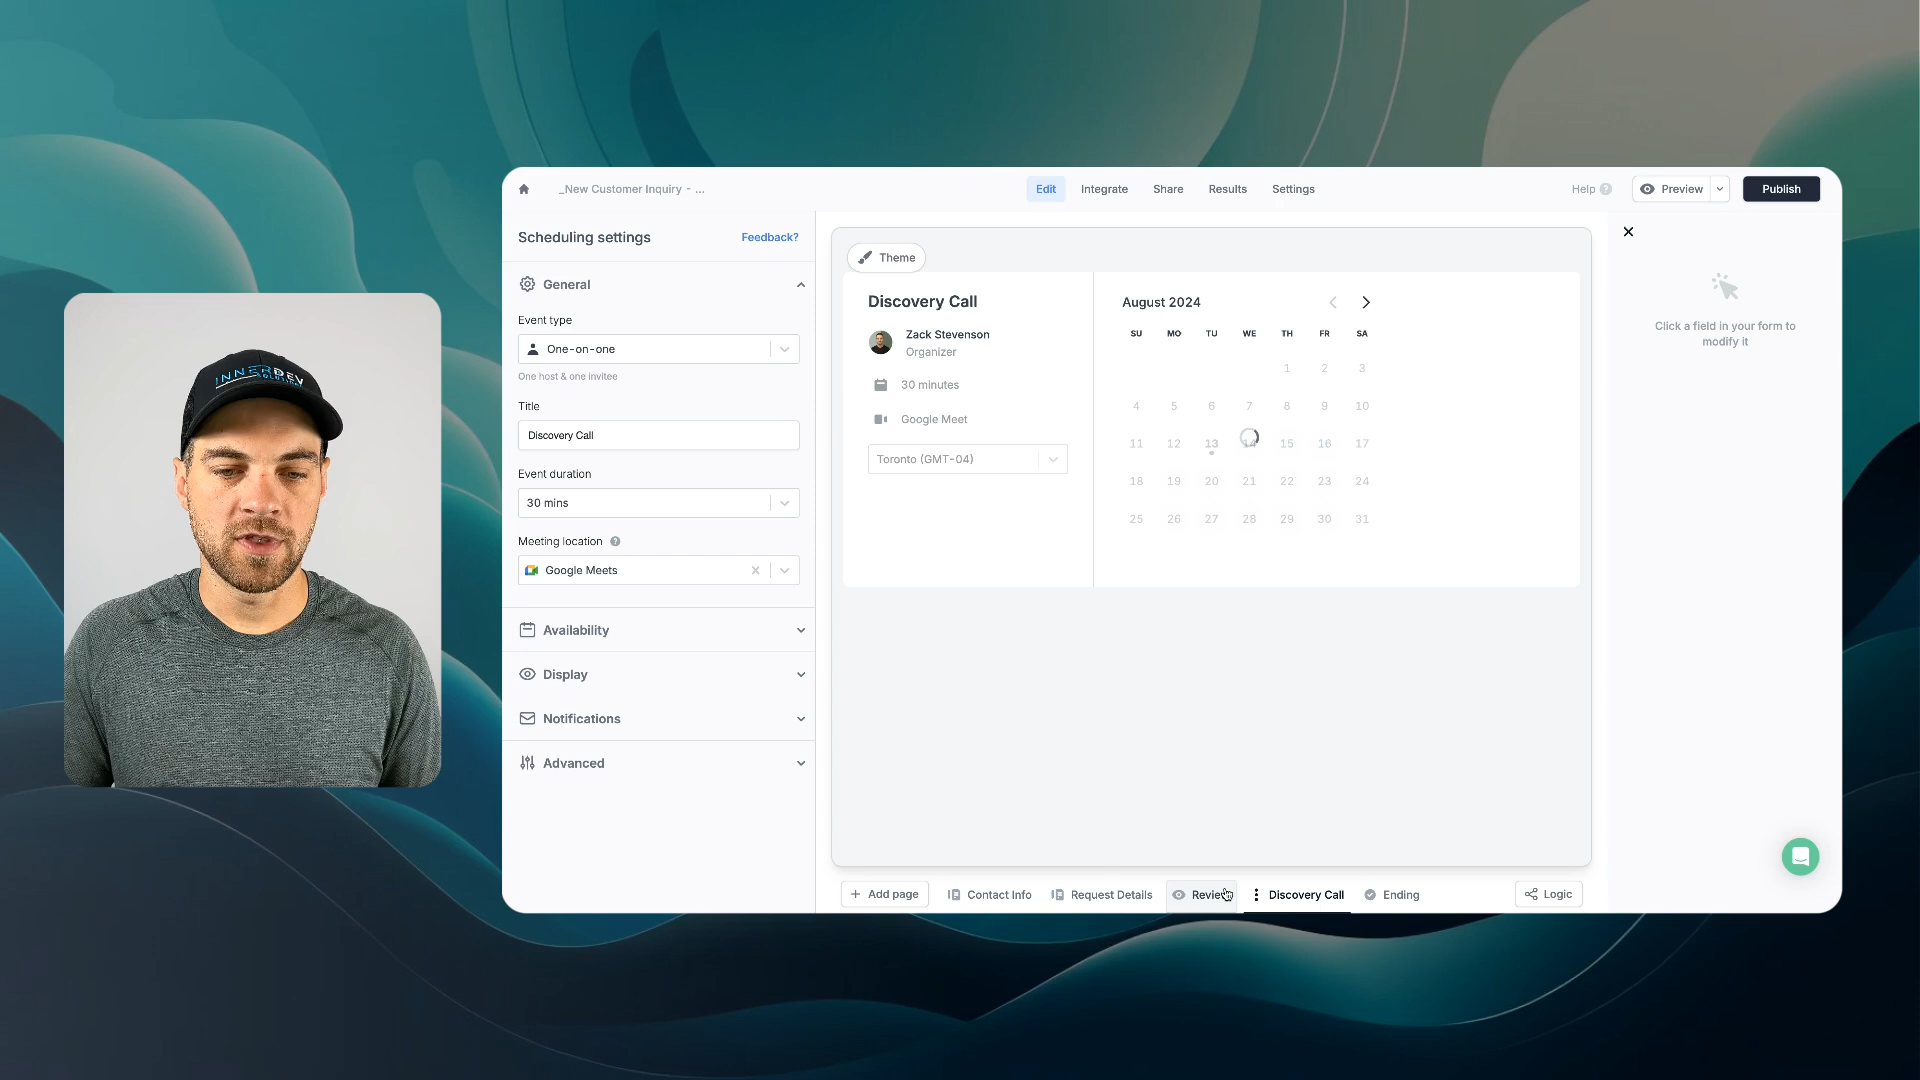 _New Customer Inquiry - ...
Edit
Integrate
Share
Results
Settings
Help
Preview
Publish
Scheduling settings
Feedback?
General
Event type
One-on-one
One host & one invitee
Title
Discovery Call
Event duration
30 mins
Meeting location
Google Meets
Availability
Display
Notifications
Advanced
Theme
Discovery Call
Zack Stevenson
Organizer
30 minutes
Google Meet
Toronto (GMT-04)
August 2024
SU MO TU WE TH FR SA
1 2 3
4 5 6 7 8 9 10
11 12 13 14 15 16 17
18 19 20 21 22 23 24
25 26 27 28 29 30 31
Click a field in your form to
modify it
Add page
Contact Info
Request Details
Review
Discovery Call
Ending
Logic
INNERDEV
SOLUTIONS